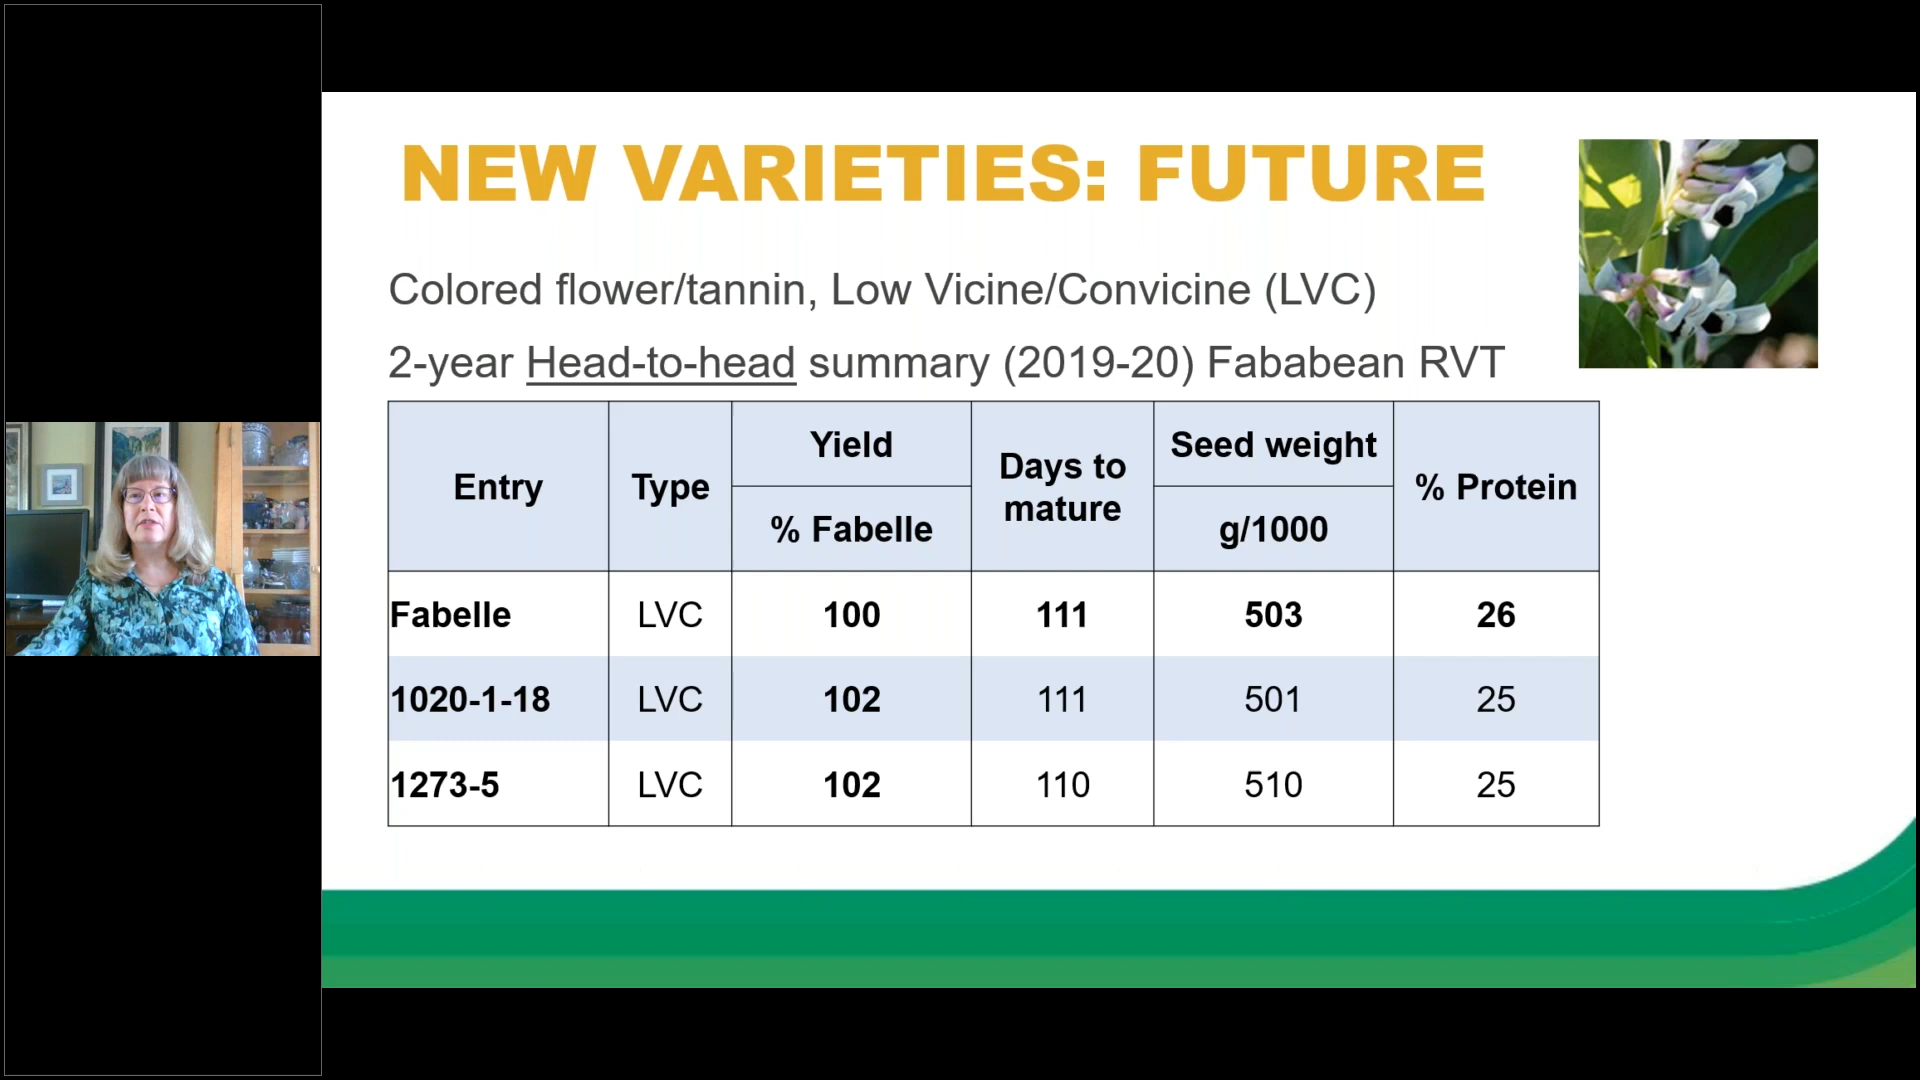 NEW VARIETIES: FUTURE
Colored flower/tannin, Low Vicine/Convicine (LVC)
2-year Head-to-head summary (2019-20) Fababean RVT
Entry Type Yield % Fabelle Days to mature Seed weight g/1000 % Protein
Fabelle LVC 100 111 503 26
1020-1-18 LVC 102 111 501 25
1273-5 LVC 102 110 510 25